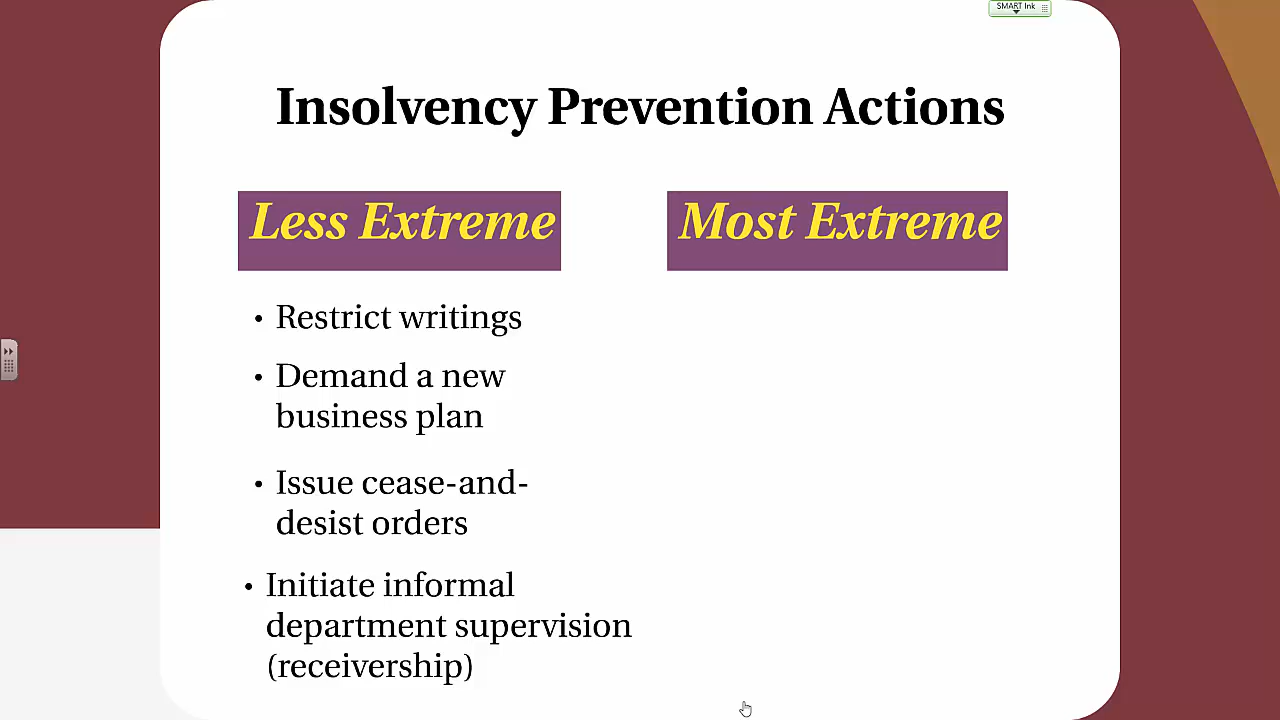 SMART Ink
Insolvency Prevention Actions
Less Extreme
Most Extreme
• Restrict writings
• Demand a new
business plan
• Issue cease-and-
desist orders
• Initiate informal
department supervision
(receivership)